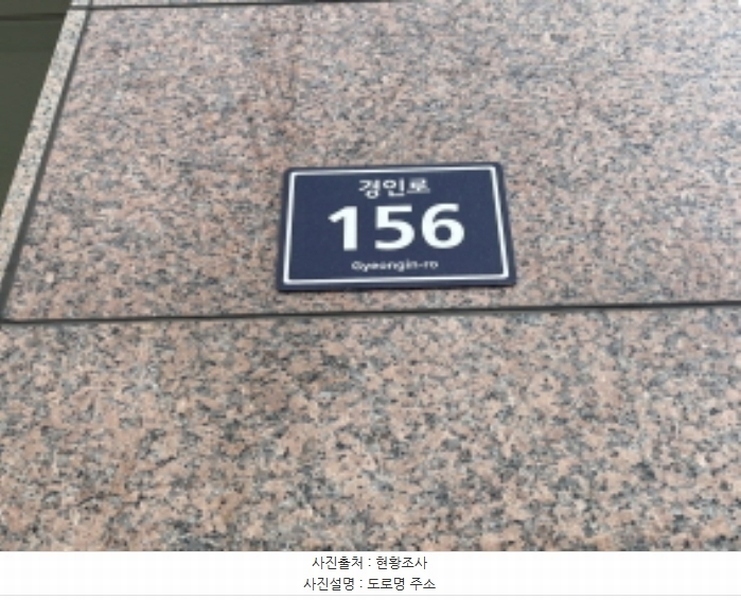 경인로
156
Gyeongin-ro
사진출처 : 현황조사
사진설명 : 도로명 주소